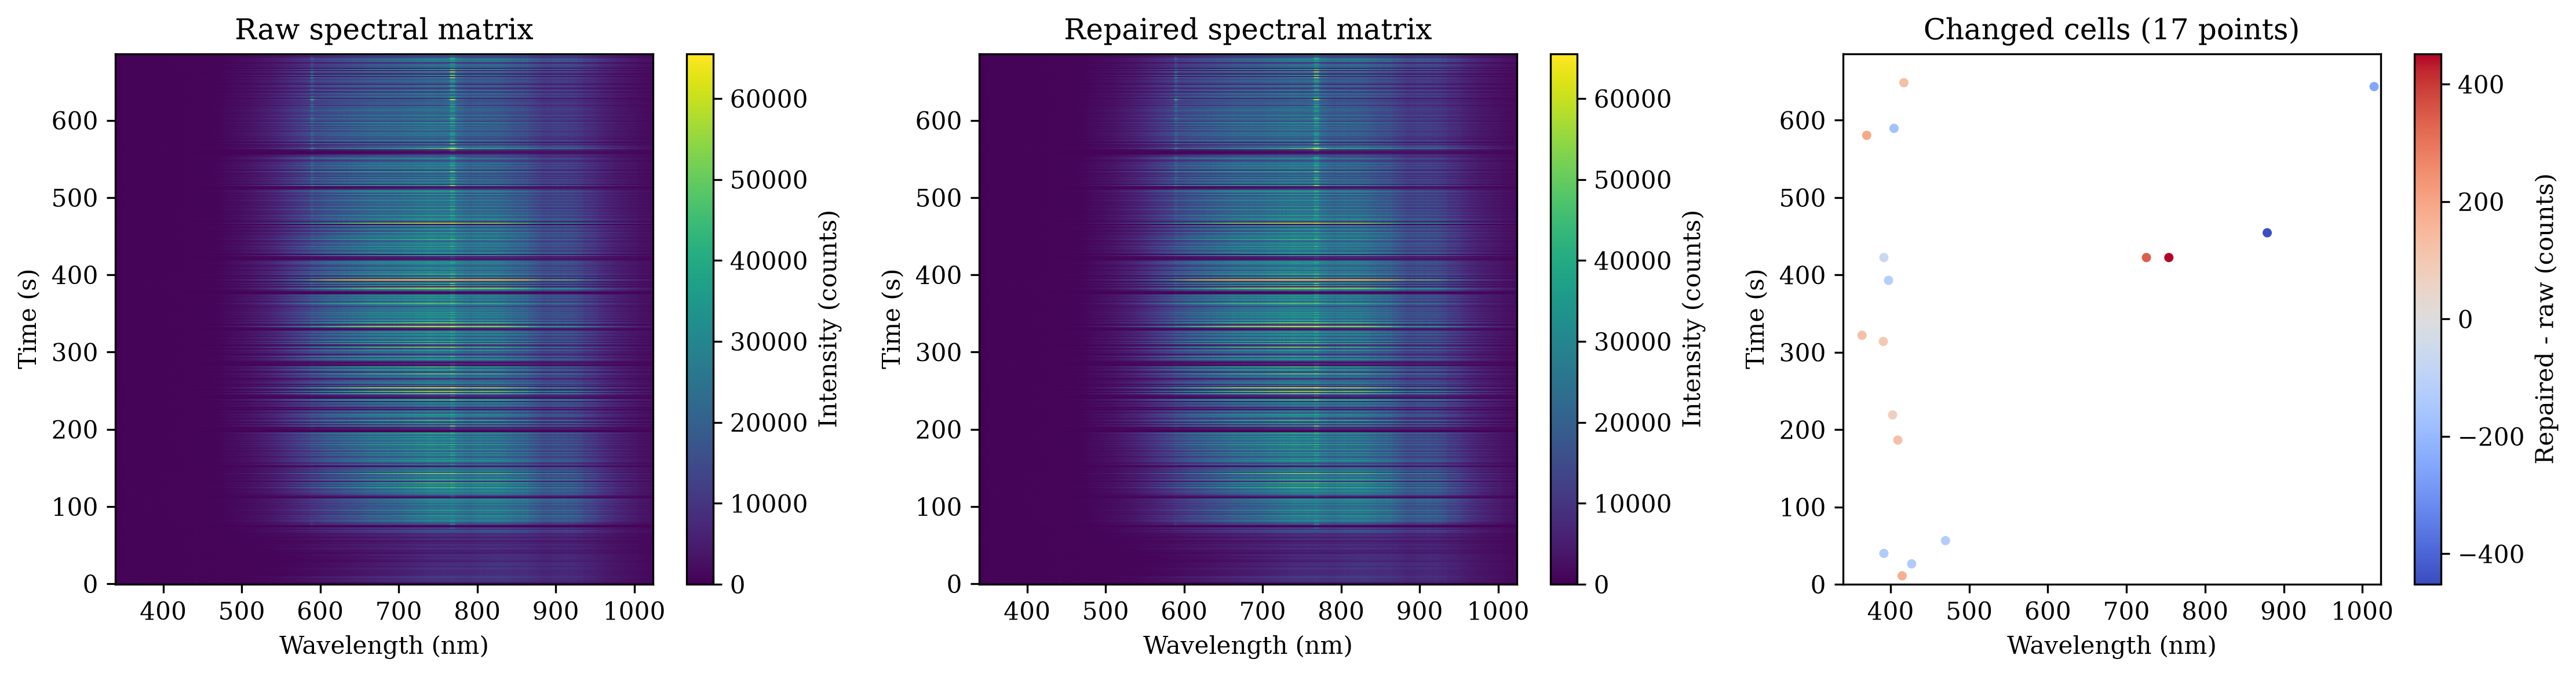 Raw spectral matrix
Time (s)
600
500
400
300
200
100
0
400 500 600 700 800 900 1000
Wavelength (nm)
60000
50000
40000
30000
20000
10000
0
Intensity (counts)
Repaired spectral matrix
Time (s)
600
500
400
300
200
100
0
400 500 600 700 800 900 1000
Wavelength (nm)
60000
50000
40000
30000
20000
10000
0
Intensity (counts)
Changed cells (17 points)
Time (s)
600
500
400
300
200
100
0
400 500 600 700 800 900 1000
Wavelength (nm)
400
200
0
−200
−400
Repaired - raw (counts)